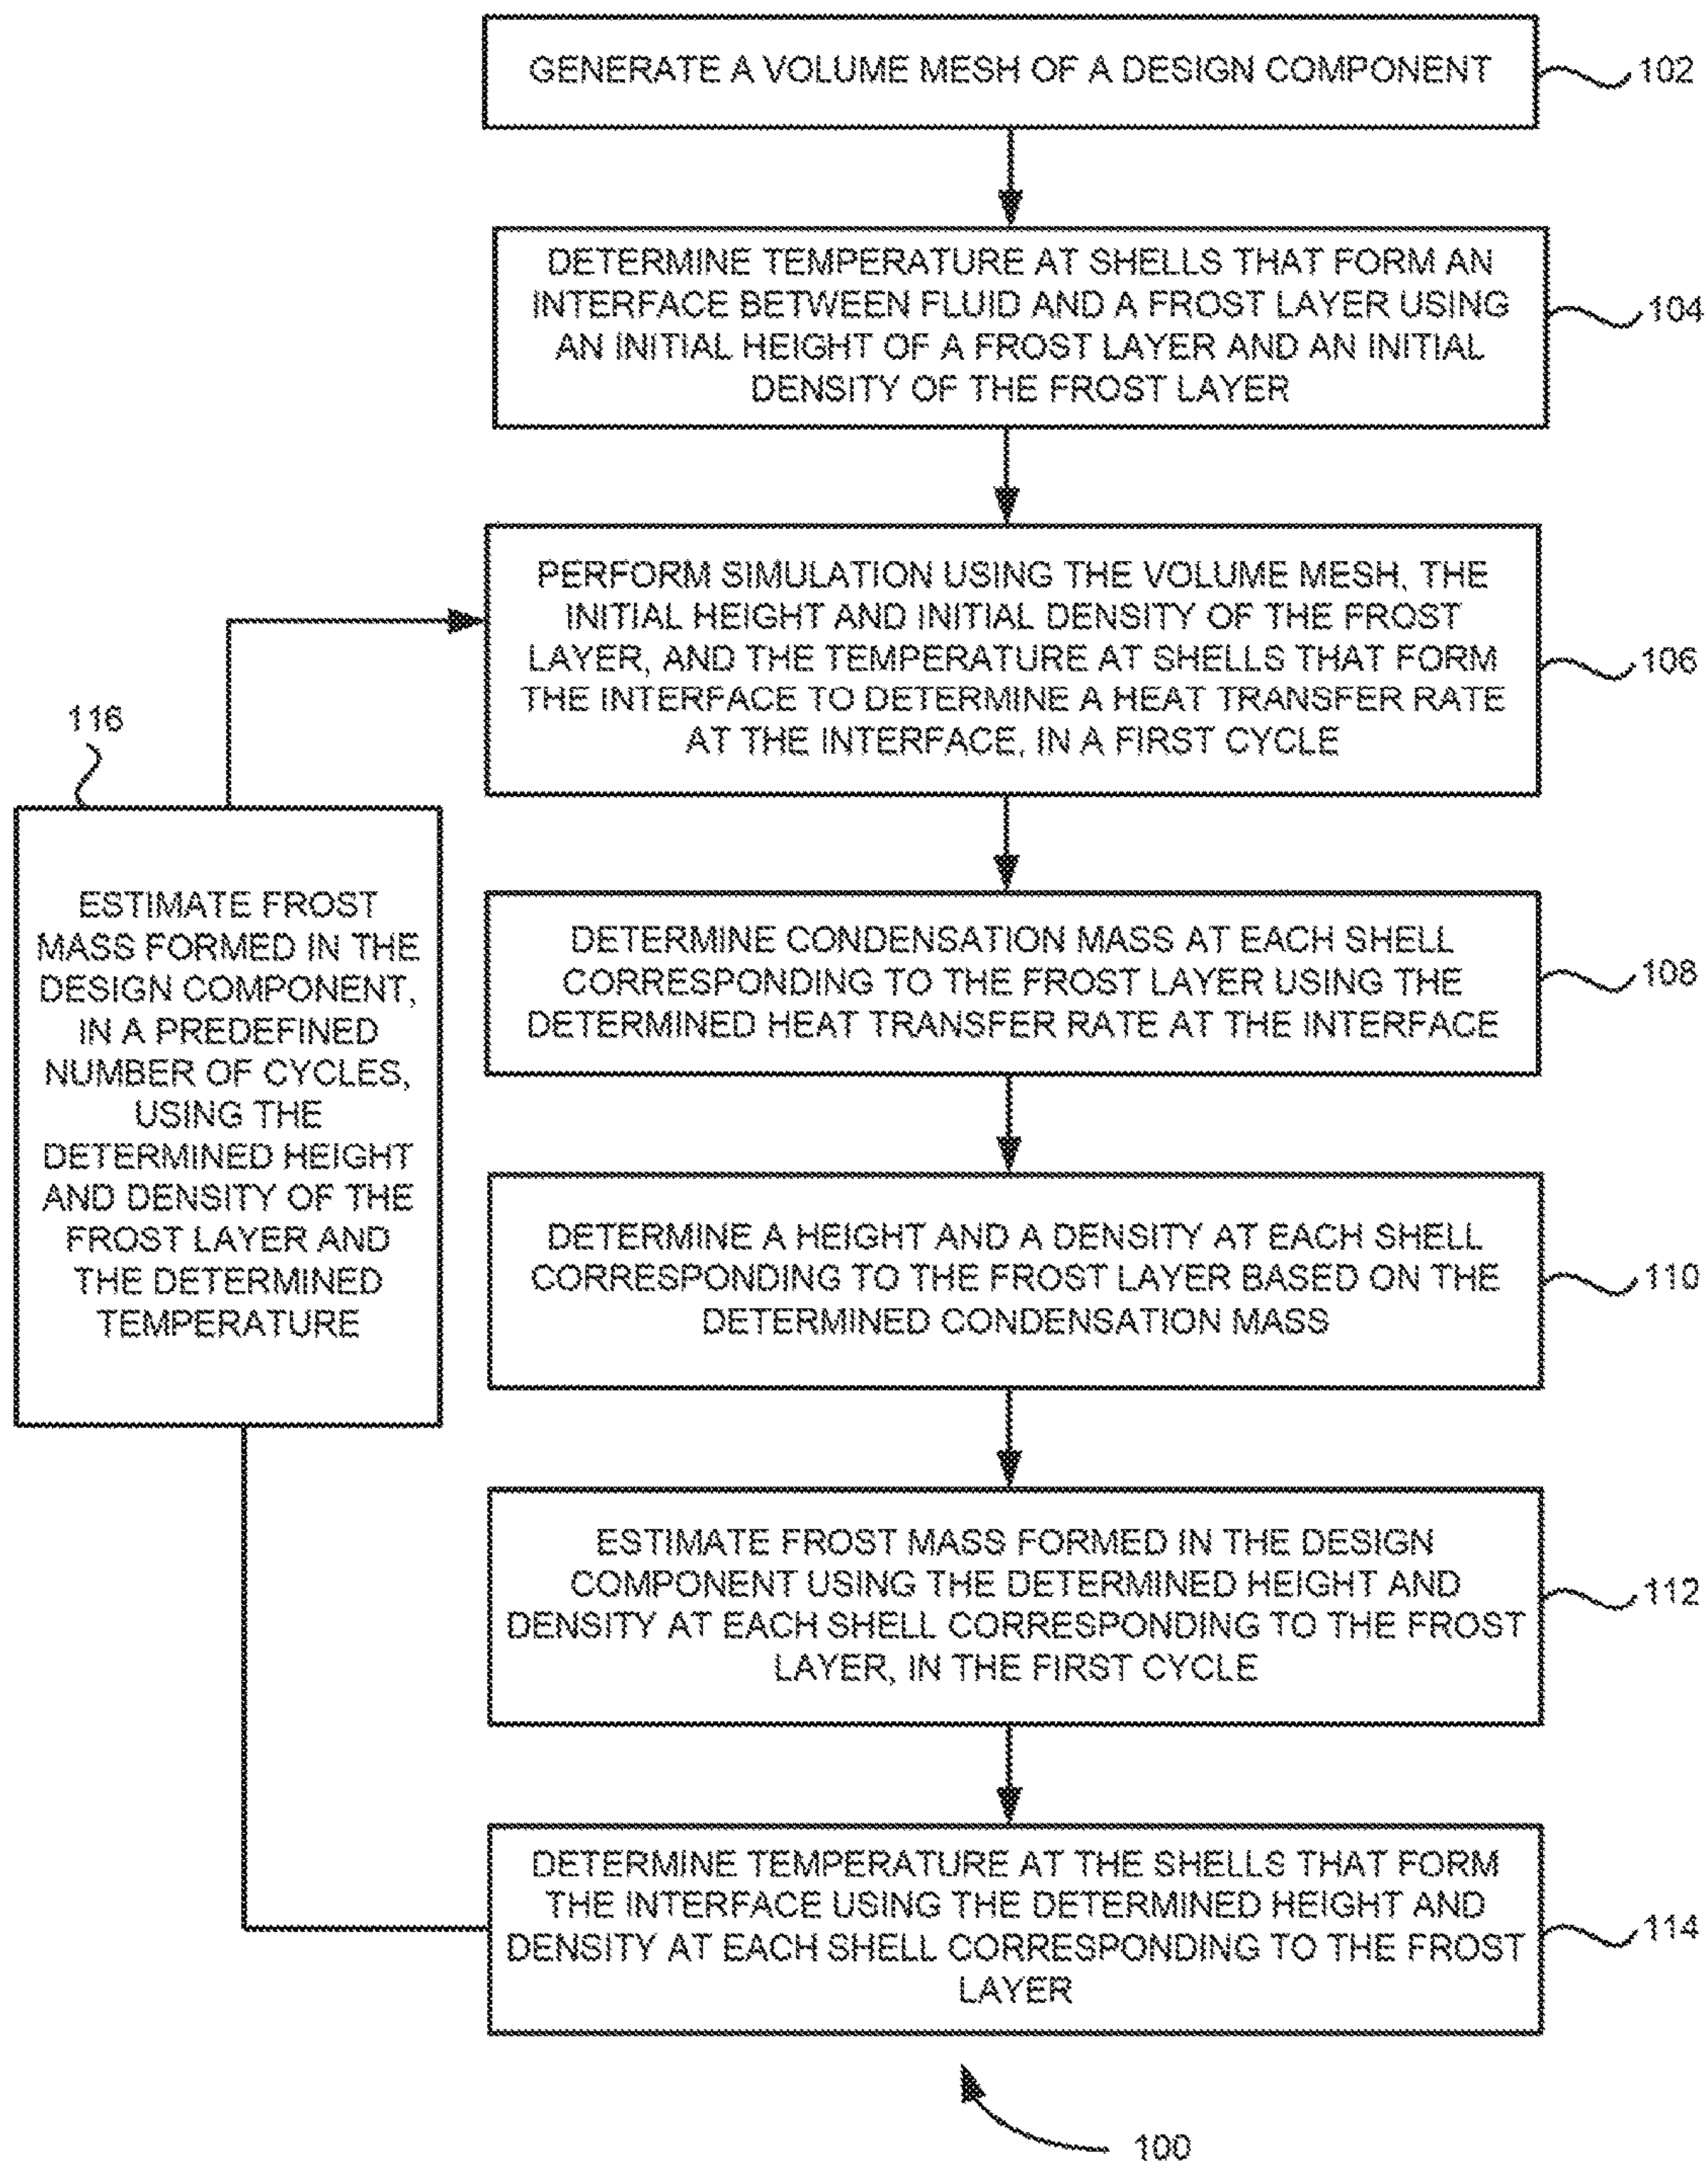 GENERATE A VOLUME MESH OF A DESIGN COMPONENT
102
DETERMINE TEMPERATURE AT SHELLS THAT FORM AN
INTERFACE BETWEEN FLUID AND A FROST LAYER USING
AN INITIAL HEIGHT OF A FROST LAYER AND AN INITIAL
DENSITY OF THE FROST LAYER
104
PERFORM SIMULATION USING THE VOLUME MESH, THE
INITIAL HEIGHT AND INITIAL DENSITY OF THE FROST
LAYER, AND THE TEMPERATURE AT SHELLS THAT FORM
THE INTERFACE TO DETERMINE A HEAT TRANSFER RATE
AT THE INTERFACE, IN A FIRST CYCLE
106
116
ESTIMATE FROST
MASS FORMED IN THE
DESIGN COMPONENT,
IN A PREDEFINED
NUMBER OF CYCLES,
USING THE
DETERMINED HEIGHT
AND DENSITY OF THE
FROST LAYER AND
THE DETERMINED
TEMPERATURE
DETERMINE CONDENSATION MASS AT EACH SHELL
CORRESPONDING TO THE FROST LAYER USING THE
DETERMINED HEAT TRANSFER RATE AT THE INTERFACE
108
DETERMINE A HEIGHT AND A DENSITY AT EACH SHELL
CORRESPONDING TO THE FROST LAYER BASED ON THE
DETERMINED CONDENSATION MASS
110
ESTIMATE FROST MASS FORMED IN THE DESIGN
COMPONENT USING THE DETERMINED HEIGHT AND
DENSITY AT EACH SHELL CORRESPONDING TO THE FROST
LAYER, IN THE FIRST CYCLE
112
DETERMINE TEMPERATURE AT THE SHELLS THAT FORM
THE INTERFACE USING THE DETERMINED HEIGHT AND
DENSITY AT EACH SHELL CORRESPONDING TO THE FROST
LAYER
114
100